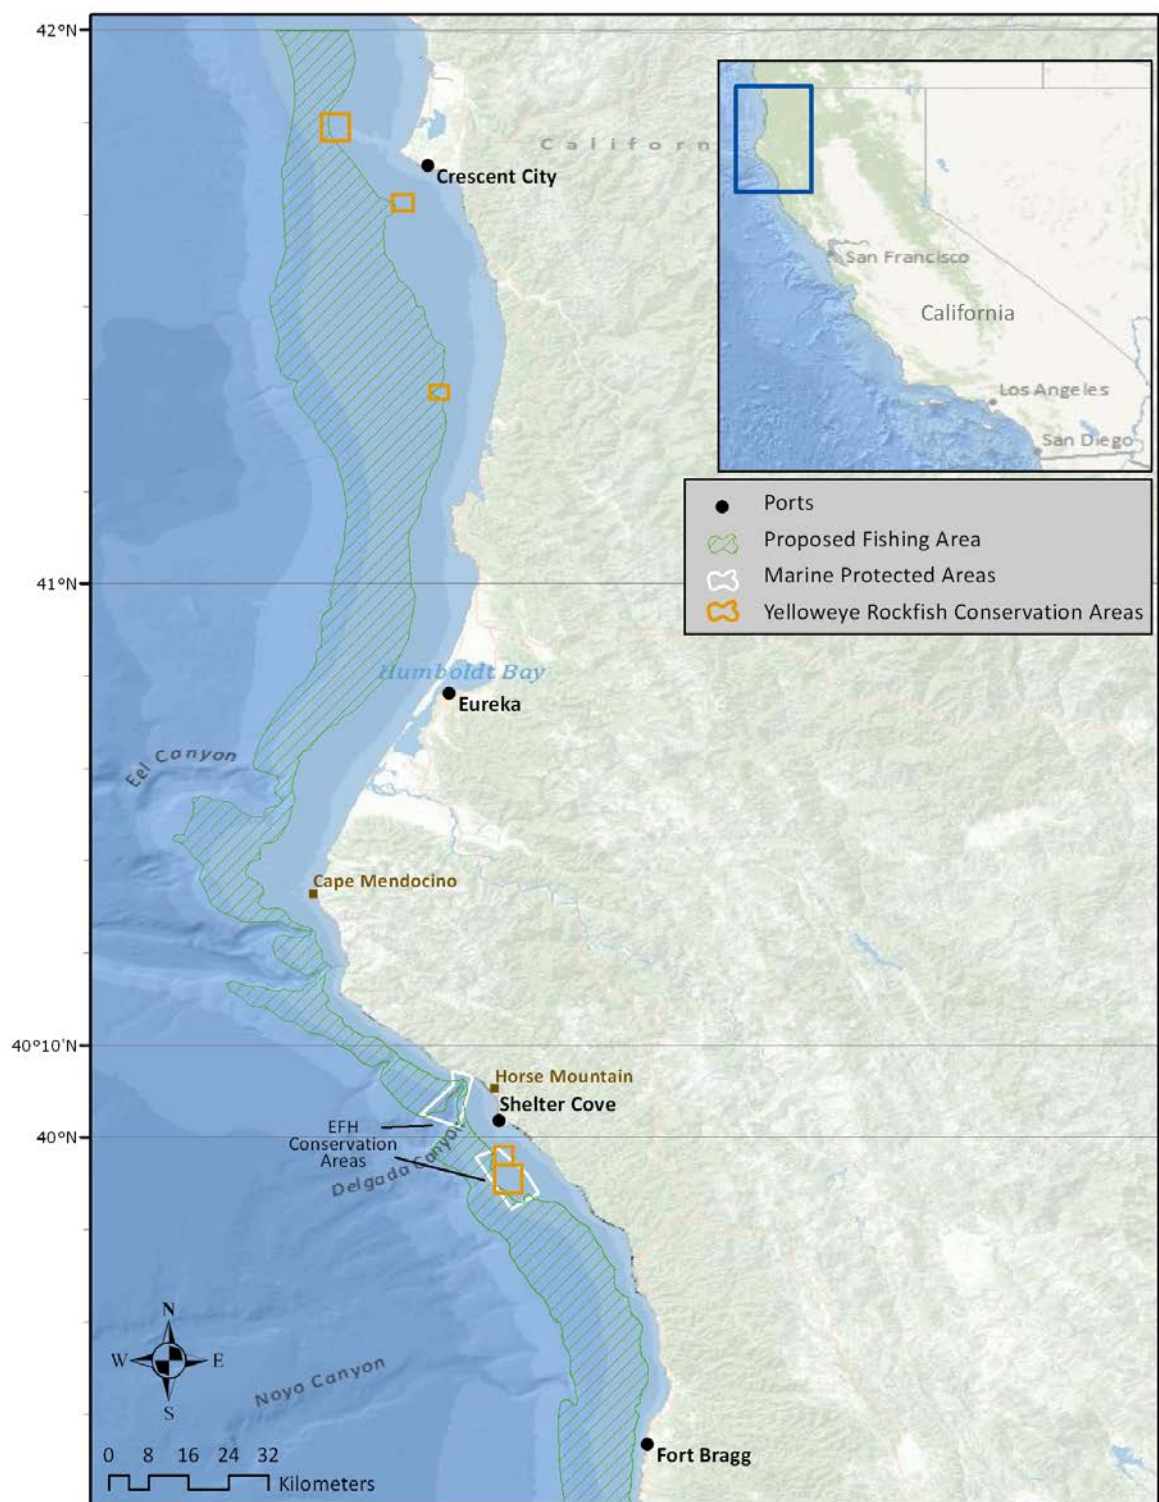 42°N
Californ
Crescent City
San Francisco
California
Los Angeles
San Diego
Ports
Proposed Fishing Area
Marine Protected Areas
Yelloweye Rockfish Conservation Areas
41°N
Humboldt Bay
Eureka
Eel Canyon
Cape Mendocino
40°10'N
Horse Mountain
Shelter Cove
EFH
Conservation
Areas
40°N
Delgada Canyon
N
W
E
S
Noyo Canyon
0 8 16 24 32
Kilometers
Fort Bragg